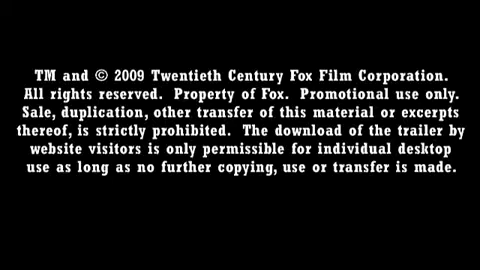 TM and © 2009 Twentieth Century Fox Film Corporation.
All rights reserved. Property of Fox. Promotional use only.
Sale, duplication, other transfer of this material or excerpts
thereof, is strictly prohibited. The download of the trailer by
website visitors is only permissible for individual desktop
use as long as no further copying, use or transfer is made.